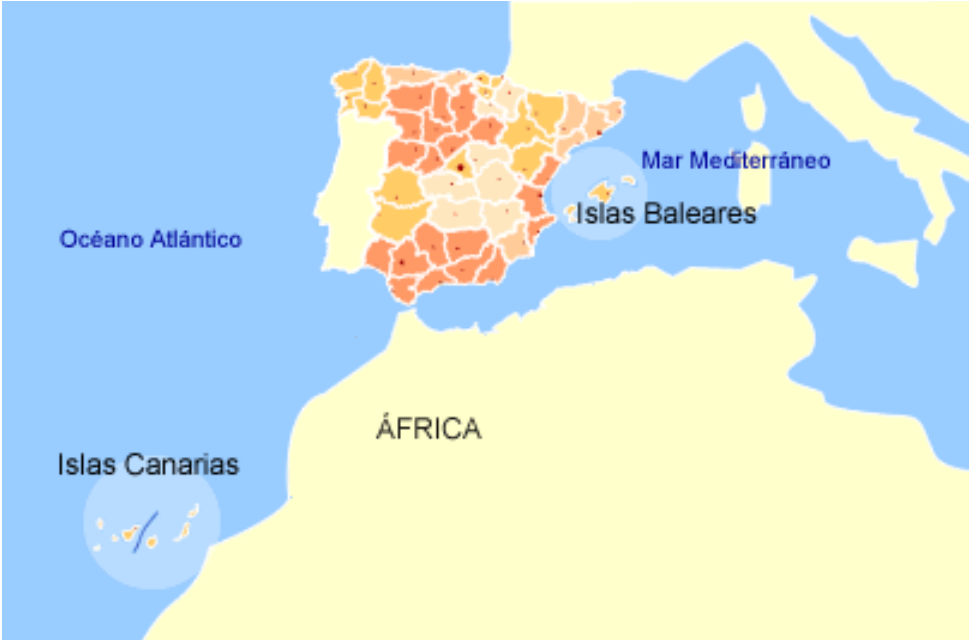 Mar Mediterráneo
Islas Baleares
Océano Atlántico
ÁFRICA
Islas Canarias